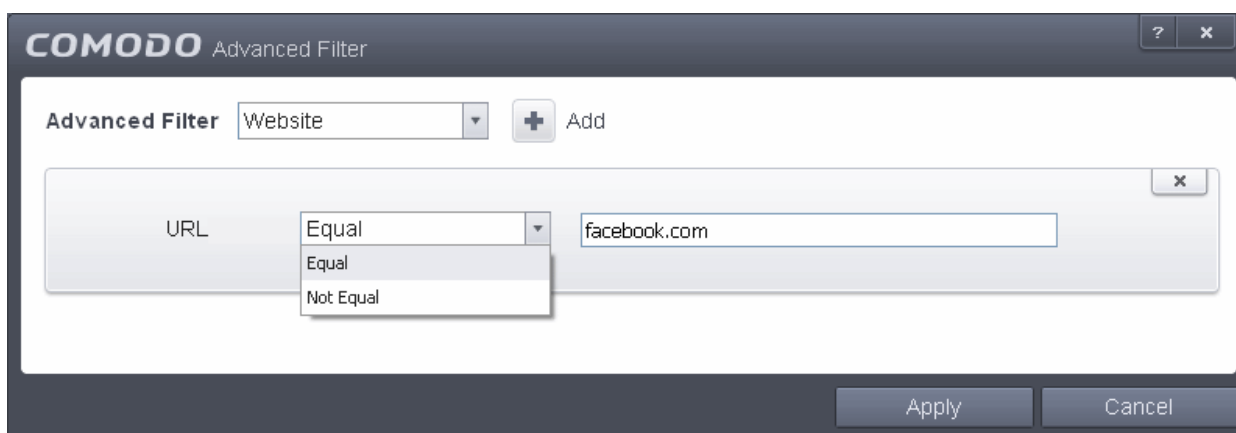 COMODO Advanced Filter
? x
Advanced Filter Website + Add
x
URL Equal facebook.com
Equal
Not Equal
Apply Cancel